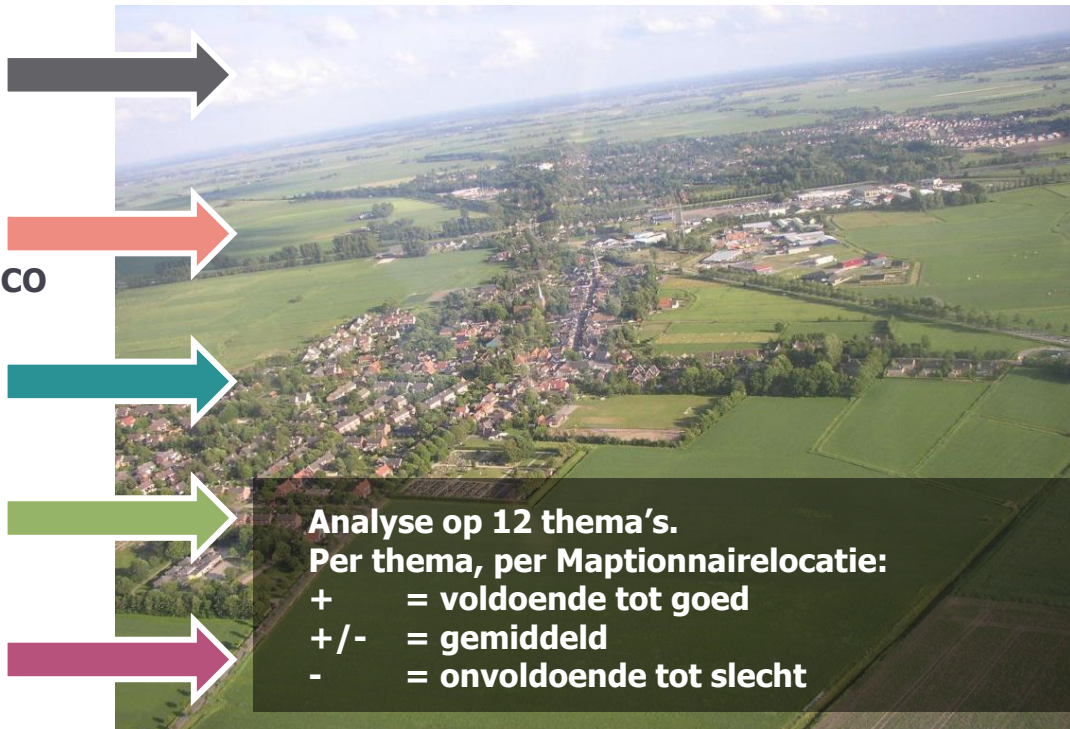 CO
Analyse op 12 thema's.
Per thema, per Maptionnairelocatie:
+ = voldoende tot goed
+/- = gemiddeld
- = onvoldoende tot slecht